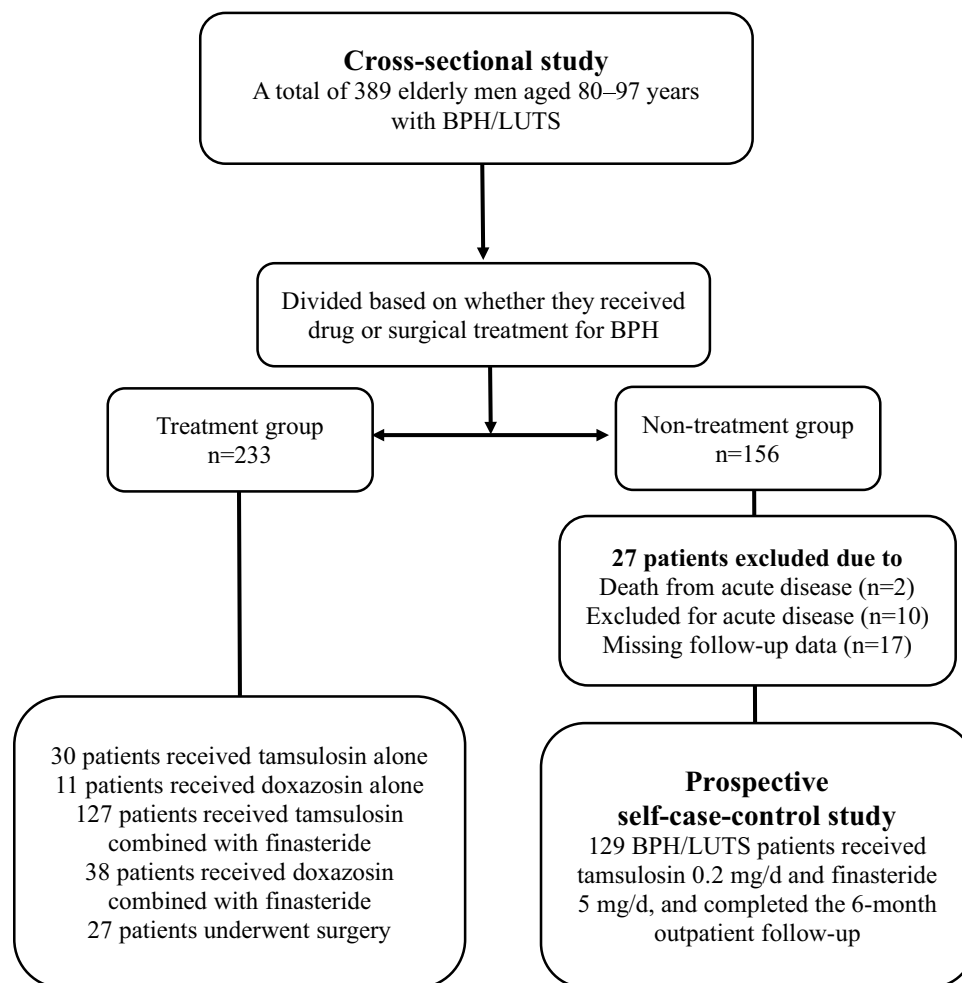 Cross-sectional study
A total of 389 elderly men aged 80–97 years
with BPH/LUTS
Divided based on whether they received
drug or surgical treatment for BPH
Treatment group
n=233
Non-treatment group
n=156
27 patients excluded due to
Death from acute disease (n=2)
Excluded for acute disease (n=10)
Missing follow-up data (n=17)
30 patients received tamsulosin alone
11 patients received doxazosin alone
127 patients received tamsulosin
combined with finasteride
38 patients received doxazosin
combined with finasteride
27 patients underwent surgery
Prospective
self-case-control study
129 BPH/LUTS patients received
tamsulosin 0.2 mg/d and finasteride
5 mg/d, and completed the 6-month
outpatient follow-up